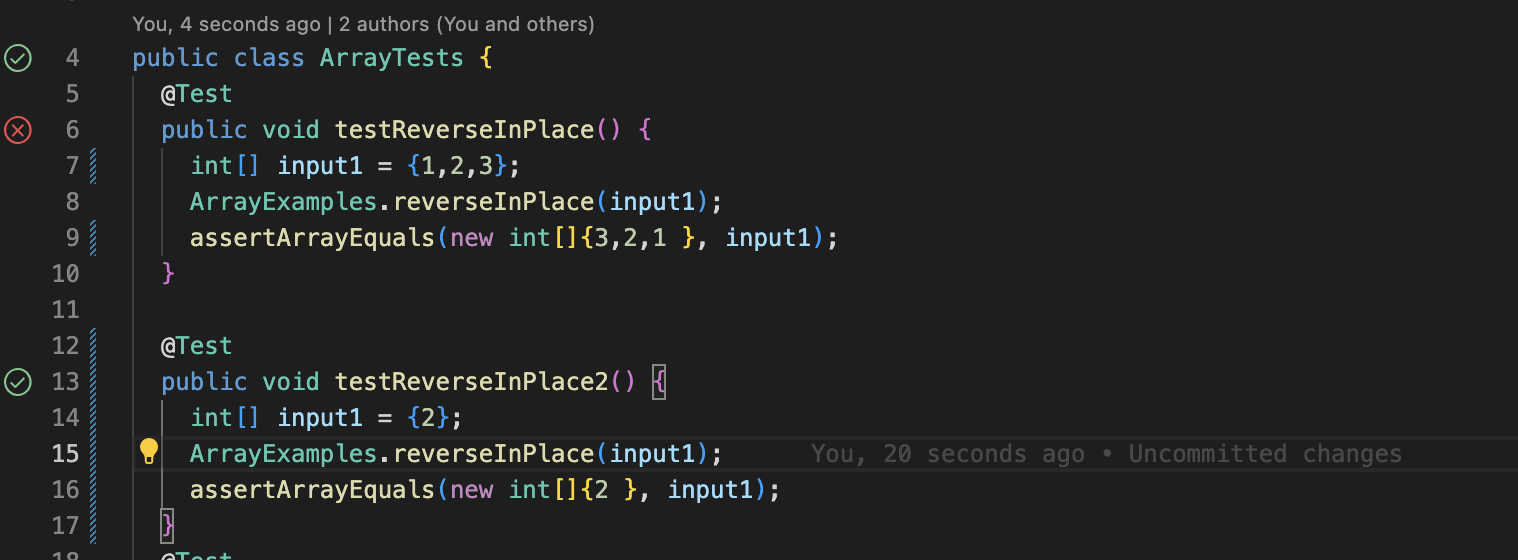 You, 4 seconds ago | 2 authors (You and others)
4 public class ArrayTests {
5 @Test
6 public void testReverseInPlace() {
7 int[] input1 = {1,2,3};
8 ArrayExamples.reverseInPlace(input1);
9 assertArrayEquals(new int[]{3,2,1 }, input1);
10 }
11
12 @Test
13 public void testReverseInPlace2() {
14 int[] input1 = {2};
15 ArrayExamples.reverseInPlace(input1); You, 20 seconds ago • Uncommitted changes
16 assertArrayEquals(new int[]{2 }, input1);
17 }
18 @Test